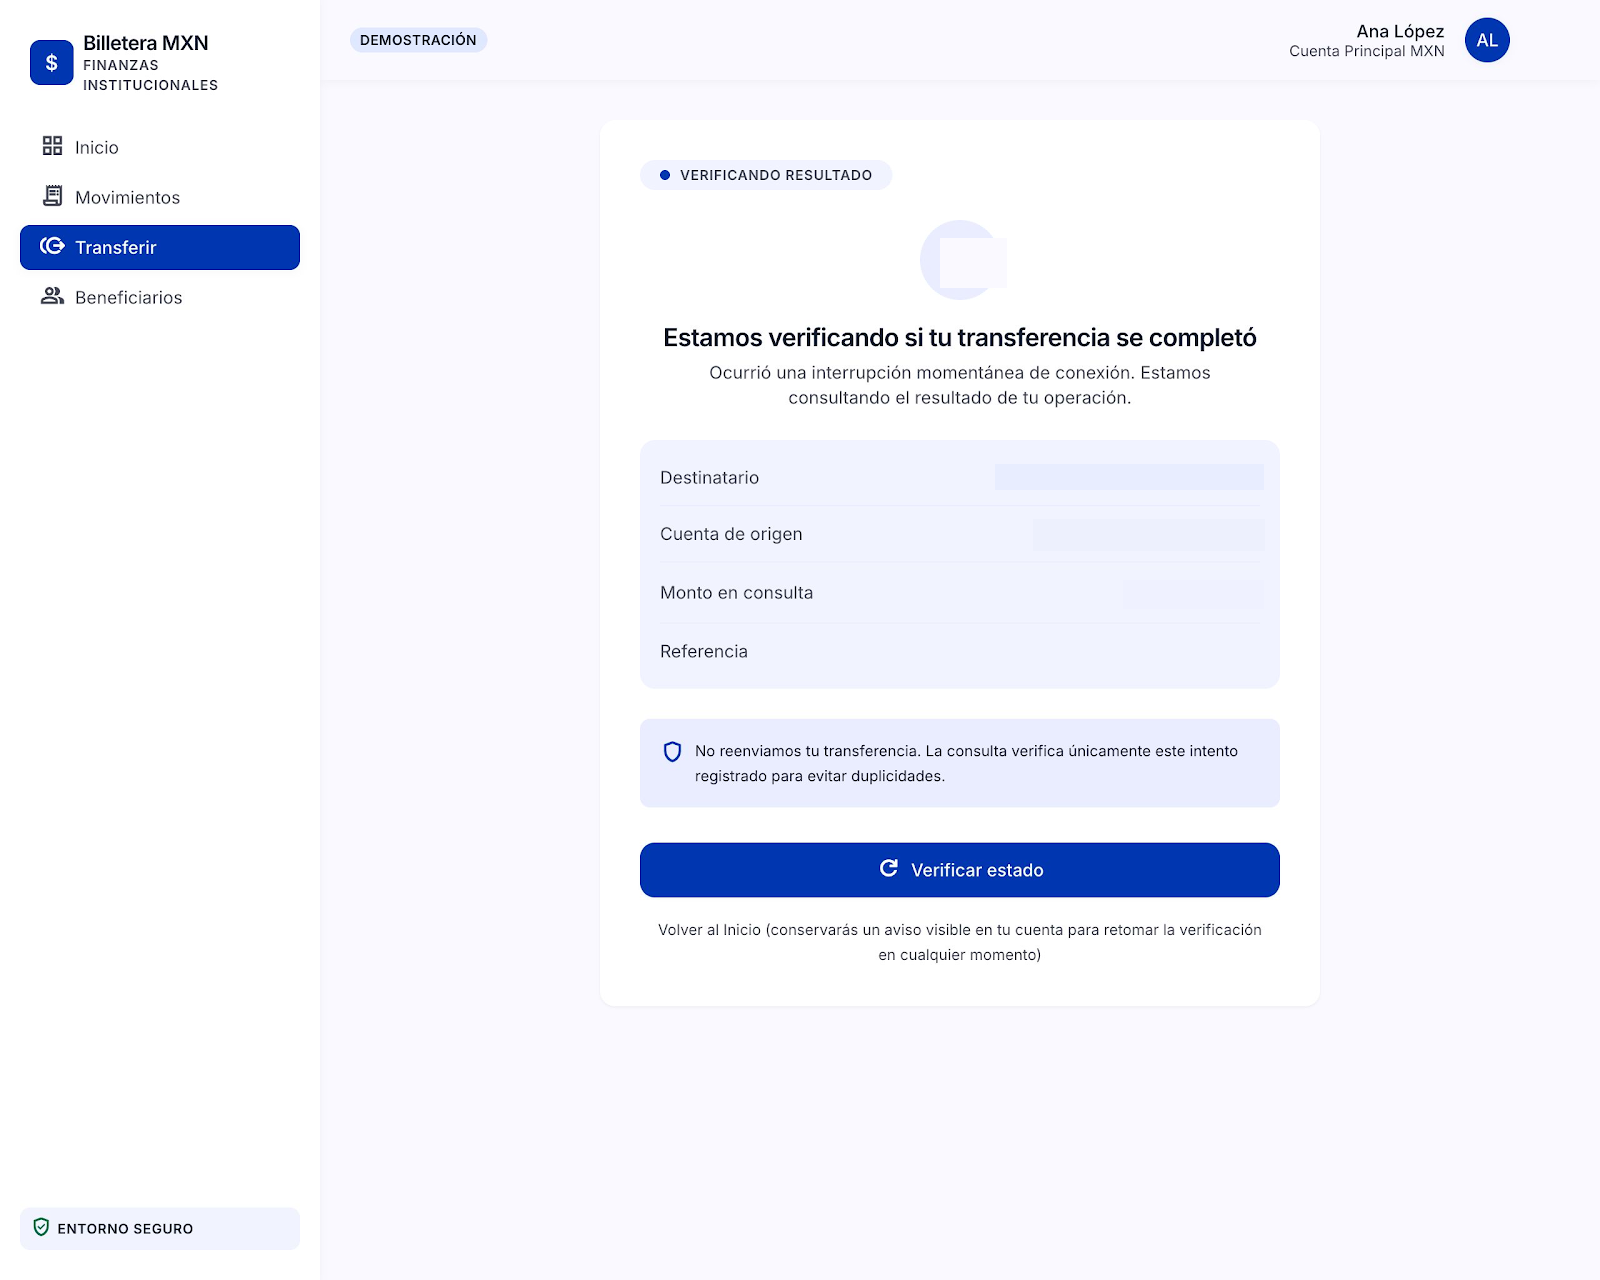 $
Billetera MXN
FINANZAS
INSTITUCIONALES
Inicio
Movimientos
Transferir
Beneficiarios
ENTORNO SEGURO
DEMOSTRACIÓN
Ana López
Cuenta Principal MXN
AL
VERIFICANDO RESULTADO
Estamos verificando si tu transferencia se completó
Ocurrió una interrupción momentánea de conexión. Estamos
consultando el resultado de tu operación.
Destinatario
Cuenta de origen
Monto en consulta
Referencia
No reenviamos tu transferencia. La consulta verifica únicamente este intento
registrado para evitar duplicidades.
Verificar estado
Volver al Inicio (conservarás un aviso visible en tu cuenta para retomar la verificación
en cualquier momento)